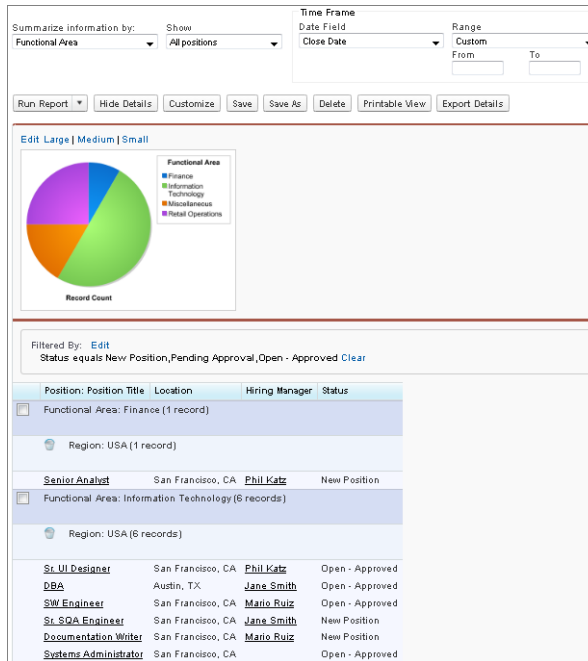 Time Frame
Summarize information by: Show Date Field Range
Functional Area All positions Close Date Custom
From To
Run Report Hide Details Customize Save Save As Delete Printable View Export Details
Edit Large | Medium | Small
Functional Area
Finance
Information
Technology
Miscellaneous
Retail Operations
Record Count
Filtered By: Edit
Status equals New Position,Pending Approval,Open - Approved Clear
Position: Position Title Location Hiring Manager Status
Functional Area: Finance (1 record)
Region: USA (1 record)
Senior Analyst San Francisco, CA Phil Katz New Position
Functional Area: Information Technology (6 records)
Region: USA (6 records)
Sr. UI Designer San Francisco, CA Phil Katz Open - Approved
DBA Austin, TX Jane Smith Open - Approved
SW Engineer San Francisco, CA Mario Ruiz Open - Approved
Sr. SQA Engineer San Francisco, CA Jane Smith New Position
Documentation Writer San Francisco, CA Mario Ruiz New Position
Systems Administrator San Francisco, CA Open - Approved